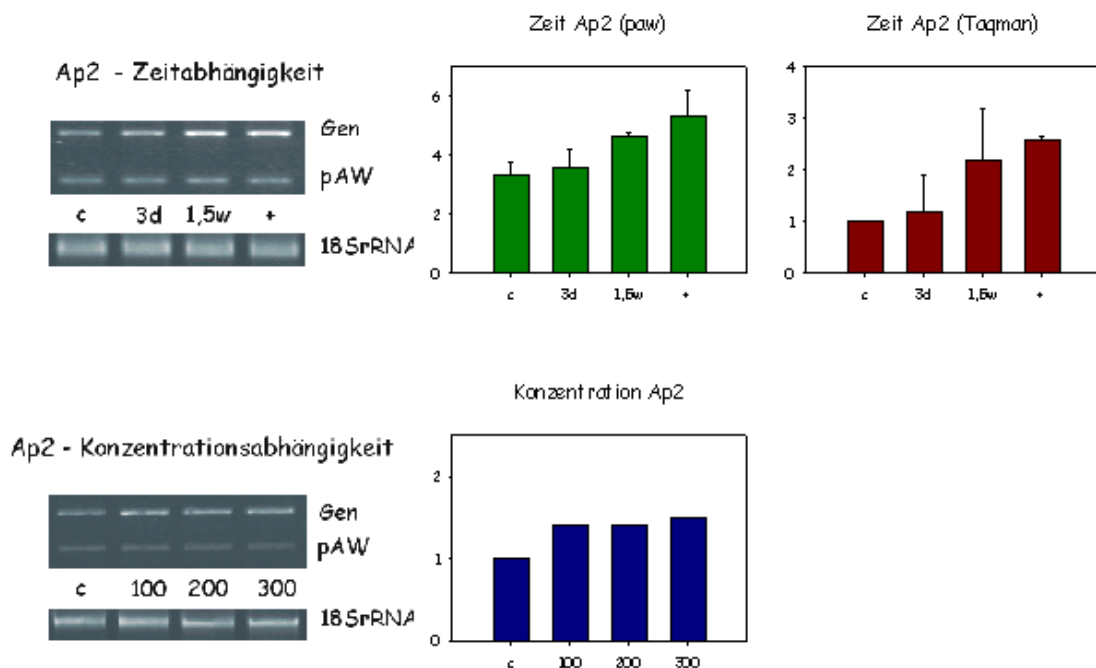 Zeit Ap2 (paw)
Zeit Ap2 (Taqman)
Ap2 - Zeitabhängigkeit
Gen
pAW
c 3d 1,5w +
18SrRNA
6
4
2
0
c 3d 1,5w +
4
3
2
1
0
c 3d 1,5w +
Konzentration Ap2
Ap2 - Konzentrationsabhängigkeit
Gen
pAW
c 100 200 300
18SrRNA
2
1
0
c 100 200 300